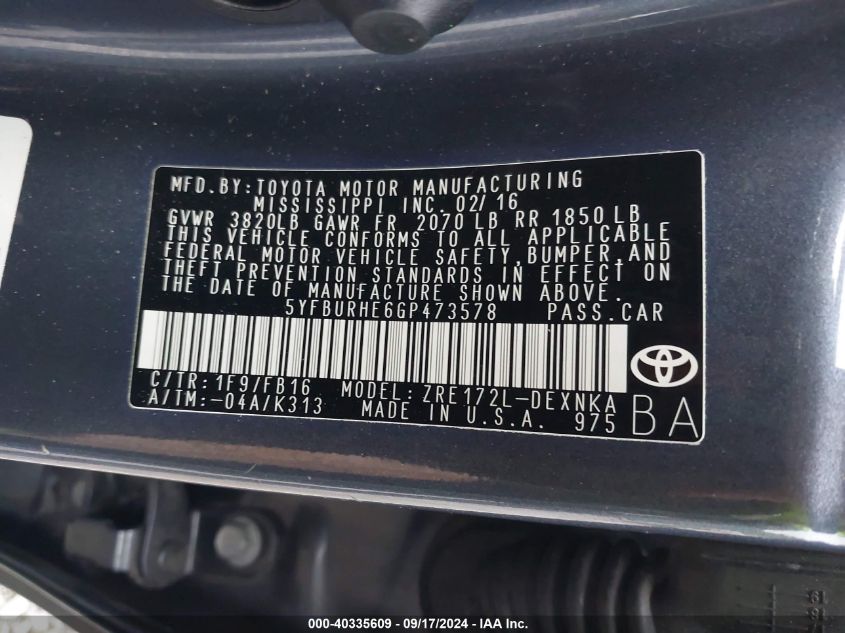 MFD.BY:TOYOTA MOTOR MANUFACTURING
MISSISSIPPI INC. 02/16
GVWR 3820LB GAWR FR 2070 LB RR 1850 LB
THIS VEHICLE CONFORMS TO ALL APPLICABLE
FEDERAL MOTOR VEHICLE SAFETY,BUMPER,AND
THEFT PREVENTION STANDARDS IN EFFECT ON
THE DATE OF MANUFACTURE SHOWN ABOVE.
5YFBURHE6GP473578 PASS.CAR
C/TR:1F9/FB16 MODEL:ZRE172L-DEXNKA
A/TM:-04A/K313 MADE IN U.S.A. 975
BA
000-40335609 - 09/17/2024 - IAA Inc.